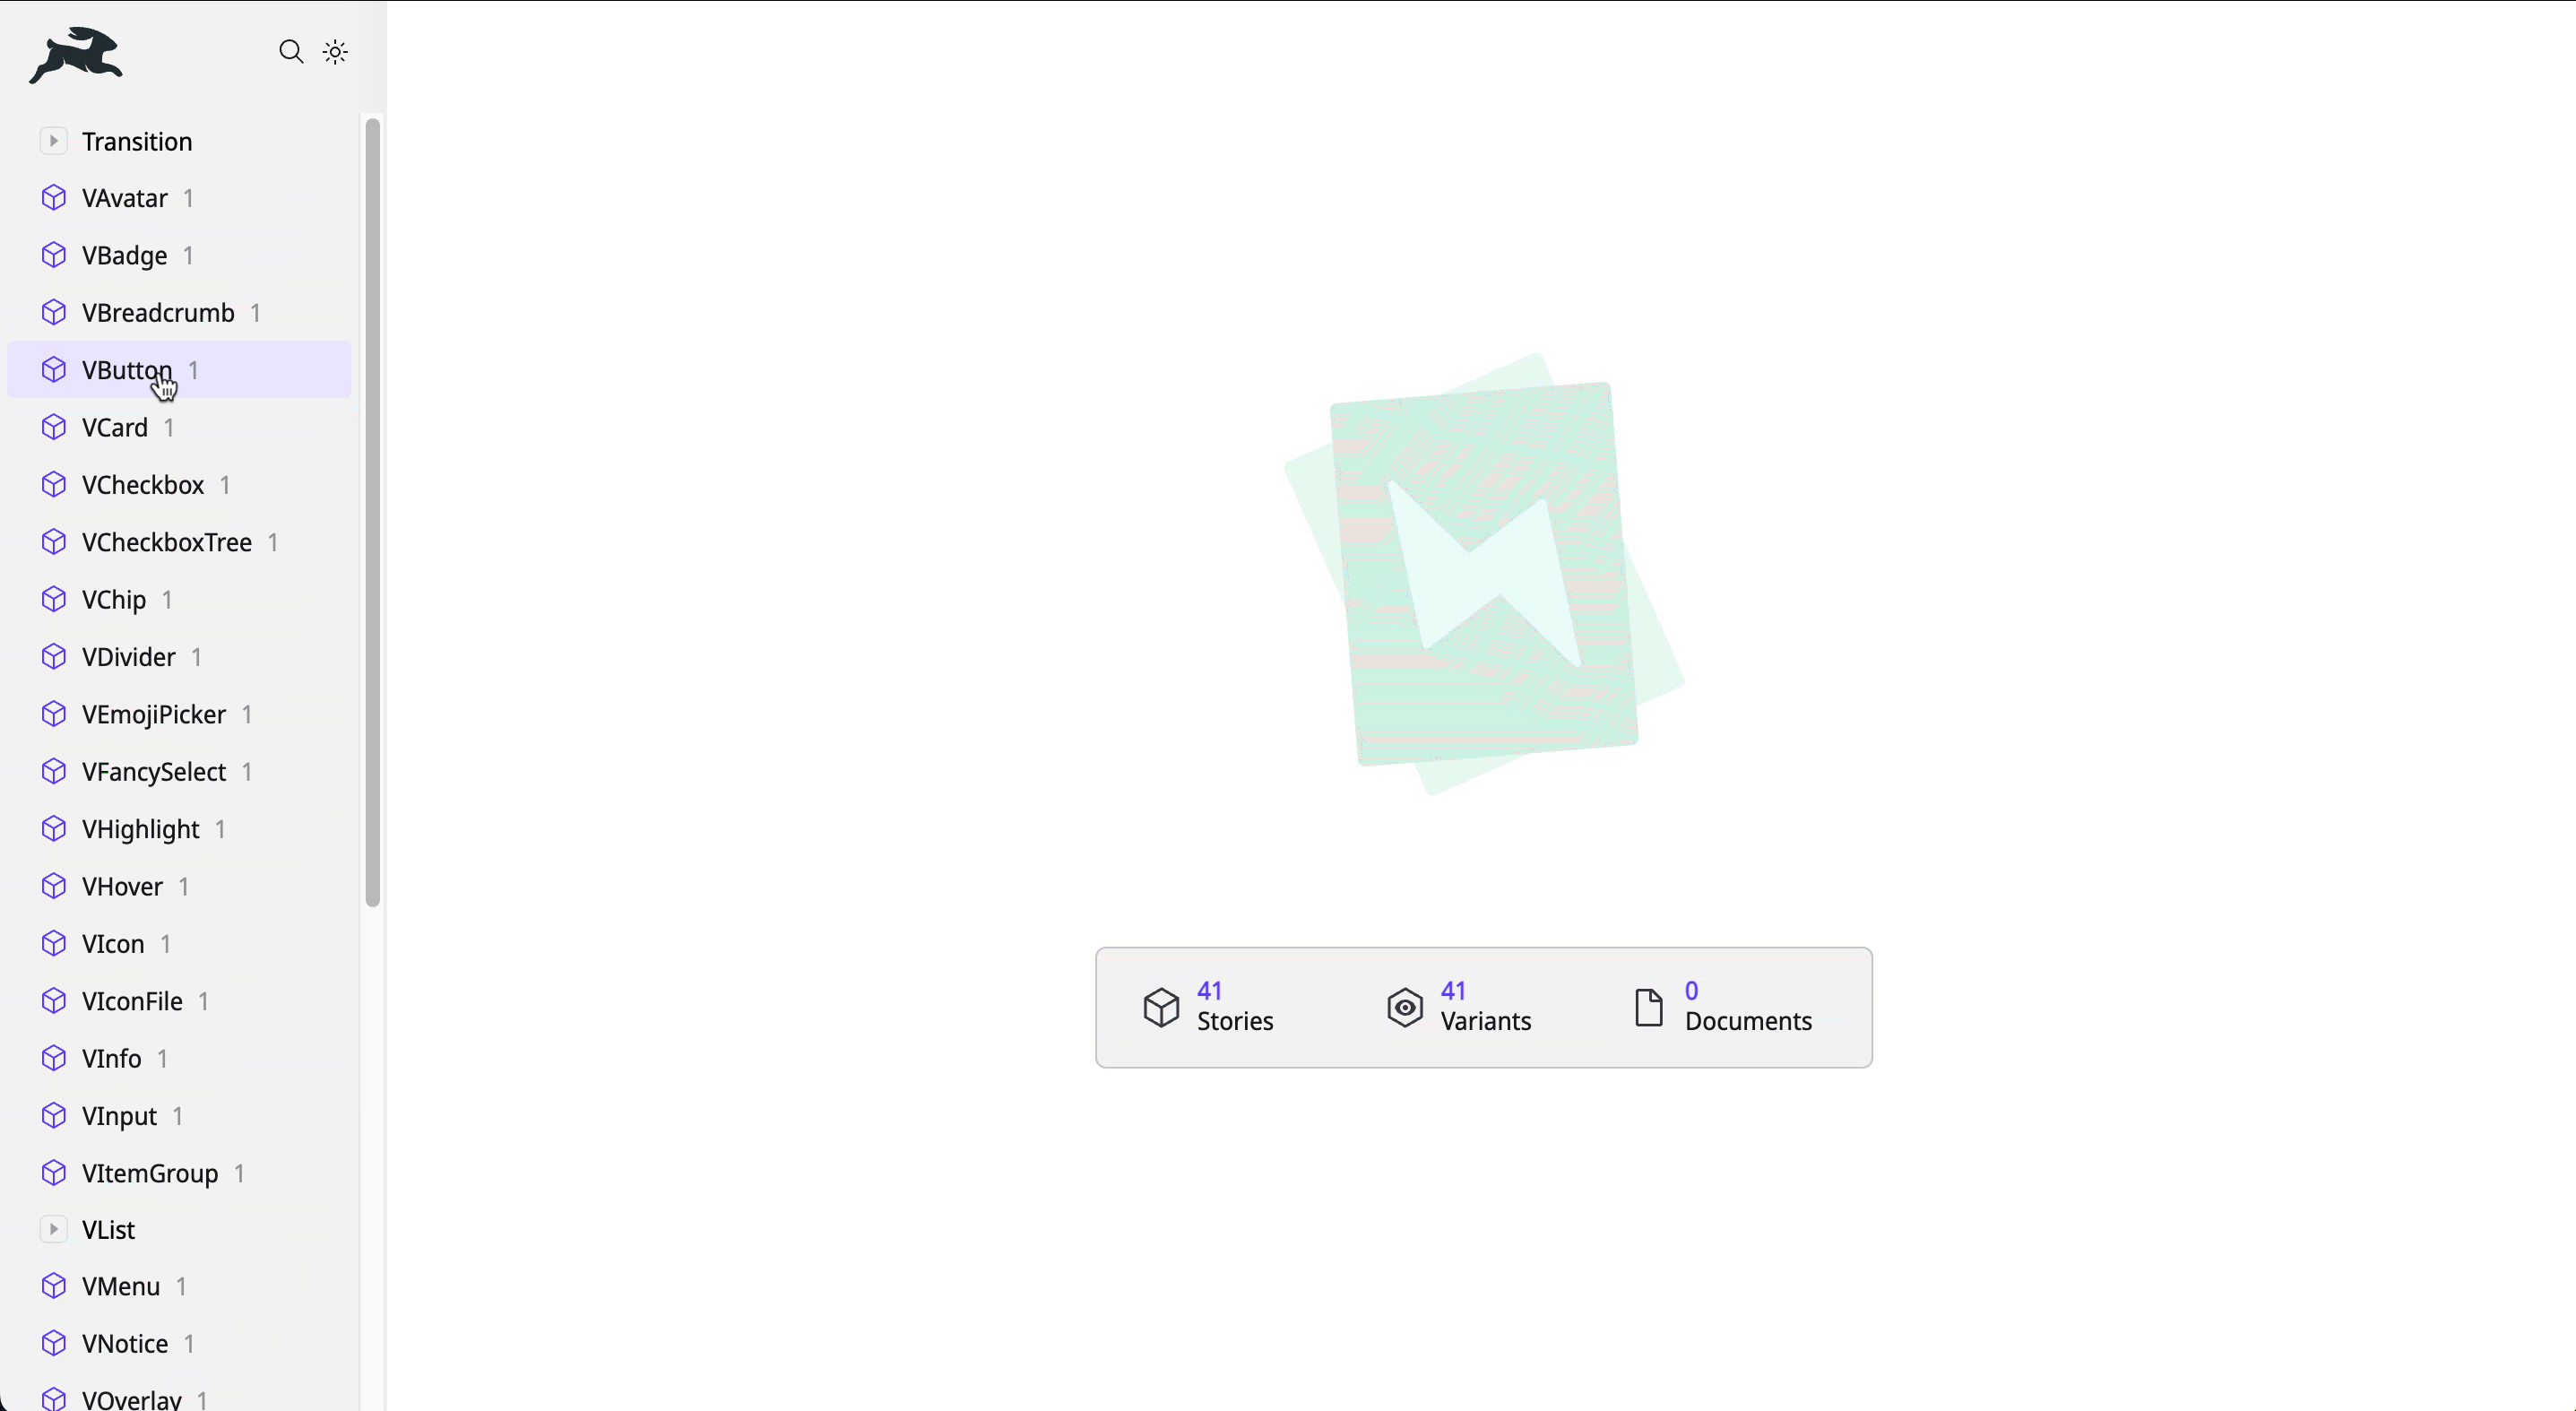 Transition
VAvatar 1
VBadge 1
VBreadcrumb 1
VButton 1
VCard 1
VCheckbox 1
VCheckboxTree 1
VChip 1
VDivider 1
VEmojiPicker 1
VFancySelect 1
VHighlight 1
VHover 1
VIcon 1
VIconFile 1
VInfo 1
VInput 1
VItemGroup 1
VList
VMenu 1
VNotice 1
VOverlay 1
41
Stories
41
Variants
0
Documents